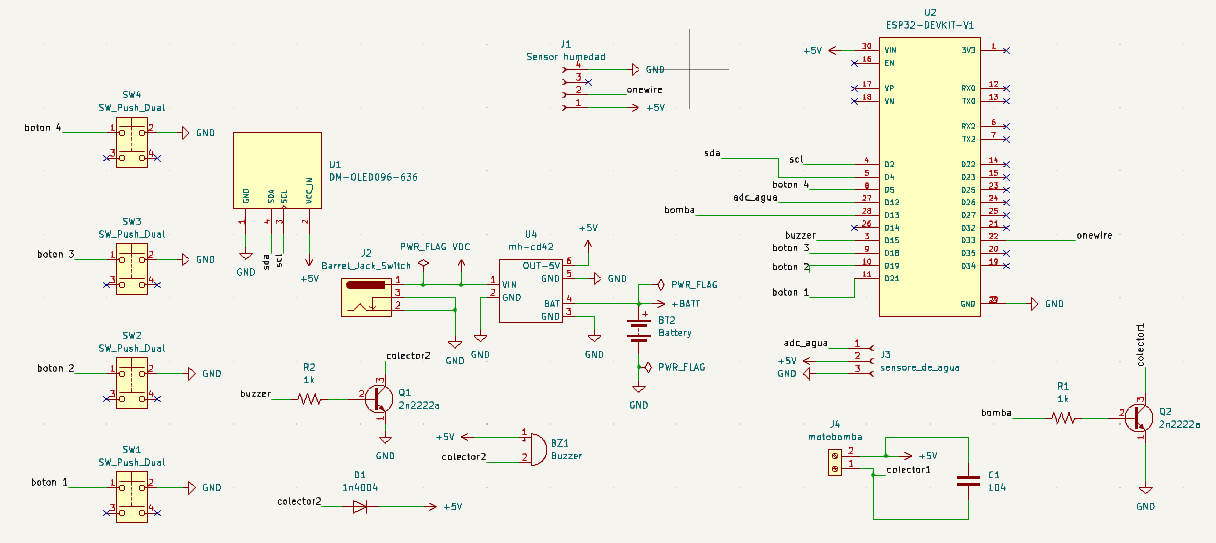 SW4
SW_Push_Dual
boton 4
1
2
GND
3
4
SW3
SW_Push_Dual
boton 3
1
2
GND
3
4
SW2
SW_Push_Dual
boton 2
1
2
GND
3
4
SW1
SW_Push_Dual
boton 1
1
2
GND
3
4
U1
DM-OLED096-636
GND
SDA
SCL
VCC_IN
1
4
3
2
GND
sda
scl
+5V
J2
Barrel_Jack_Switch
1
3
2
PWR_FLAG
VDC
GND
GND
U4
mh-cd42
VIN
GND
OUT-5V
GND
BAT
GND
1
2
6
5
4
3
+5V
GND
GND
PWR_FLAG
+BATT
BT2
Battery
+
PWR_FLAG
GND
J1
Sensor humedad
4
GND
3
2
onewire
1
+5V
buzzer
R2
1k
2
3
1
colector2
Q1
2n2222a
GND
+5V
1
colector2
2
BZ1
Buzzer
D1
1n4004
colector2
+5V
U2
ESP32-DEVKIT-V1
+5V
30
VIN
3V3
1
16
EN
17
VP
RX0
12
18
VN
TX0
13
RX2
6
TX2
7
scl
4
D2
D22
14
sda
5
D4
D23
15
boton 4
8
D5
D25
23
adc_agua
27
D12
D26
24
bomba
28
D13
D27
25
26
D14
D32
21
buzzer
3
D15
D33
22
onewire
boton 3
9
D18
D35
20
boton 2
10
D19
D34
19
boton 1
11
D21
GND
GND
adc_agua
1
+5V
2
GND
3
J3
sensore_de_agua
J4
motobomba
2
+5V
1
colector1
C1
104
bomba
R1
1k
2
3
1
colector1
Q2
2n2222a
GND